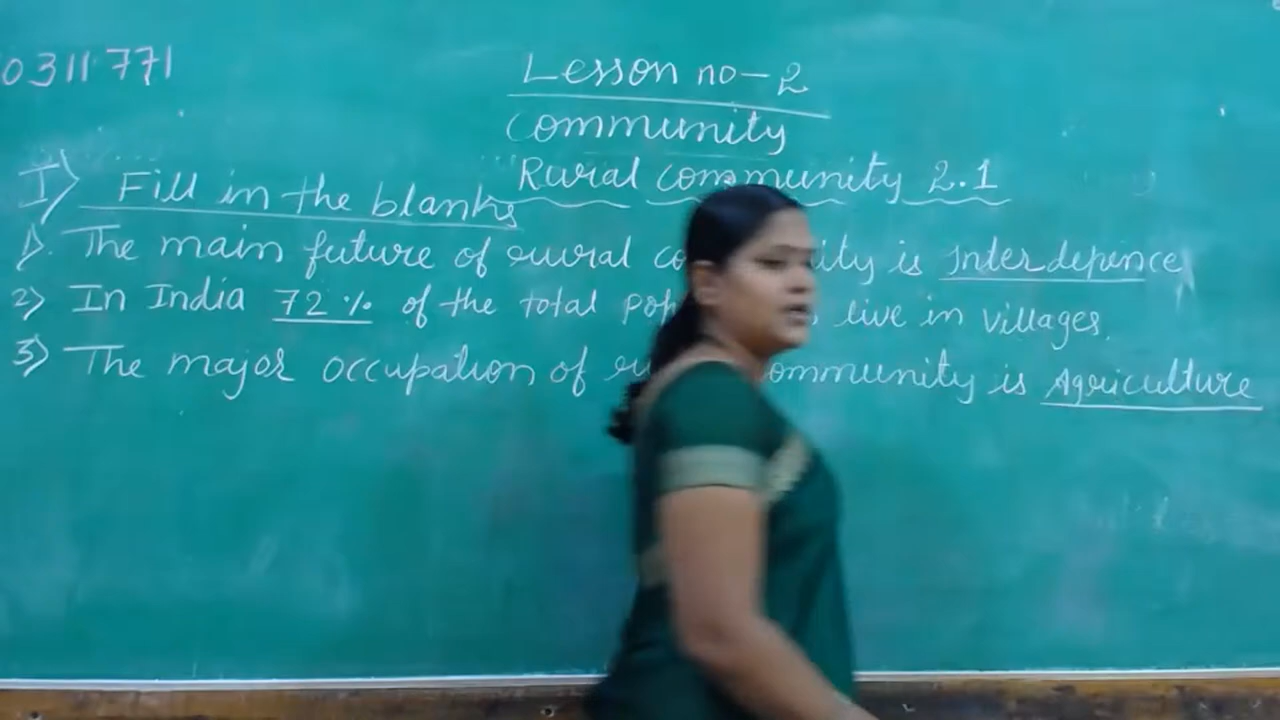 0311771
Lesson no-2
Community
Rural community 2.1
I) Fill in the blanks
1) The main future of rural co ity is Interdepence
2) In India 72% of the total pop live in villages.
3) The major occupation of ru ommunity is Agriculture